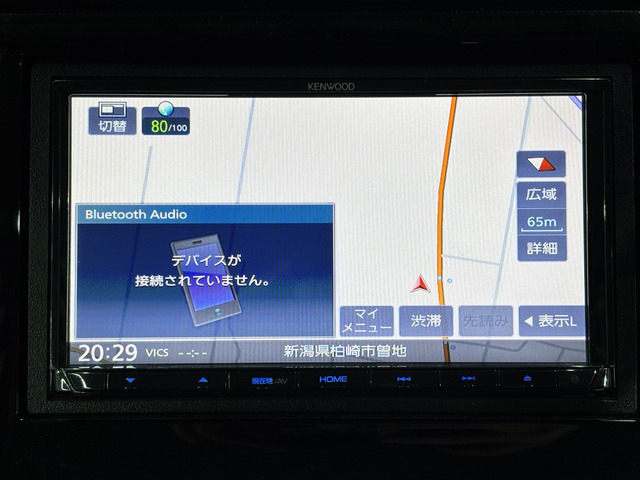 KENWOOD
切替
80/100
広域
65m
詳細
Bluetooth Audio
デバイスが
接続されていません。
マイ
メニュー
渋滞
先読み
表示L
20:29 VICS --:-- 新潟県柏崎市曽地
現在地/AV
HOME